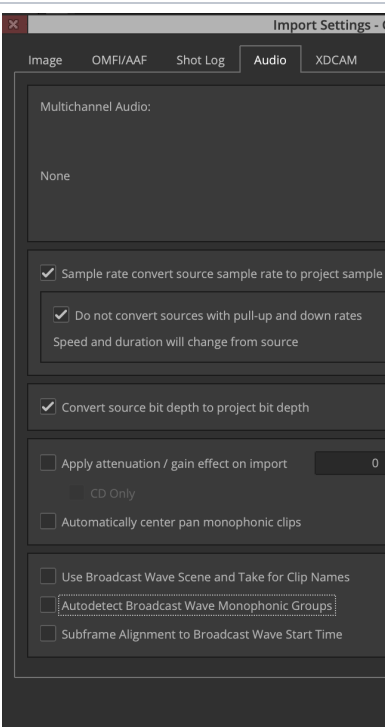 Import Settings -
Image OMFI/AAF Shot Log Audio XDCAM
Multichannel Audio:
None
Sample rate convert source sample rate to project sample
Do not convert sources with pull-up and down rates
Speed and duration will change from source
Convert source bit depth to project bit depth
Apply attenuation / gain effect on import 0
CD Only
Automatically center pan monophonic clips
Use Broadcast Wave Scene and Take for Clip Names
Autodetect Broadcast Wave Monophonic Groups
Subframe Alignment to Broadcast Wave Start Time